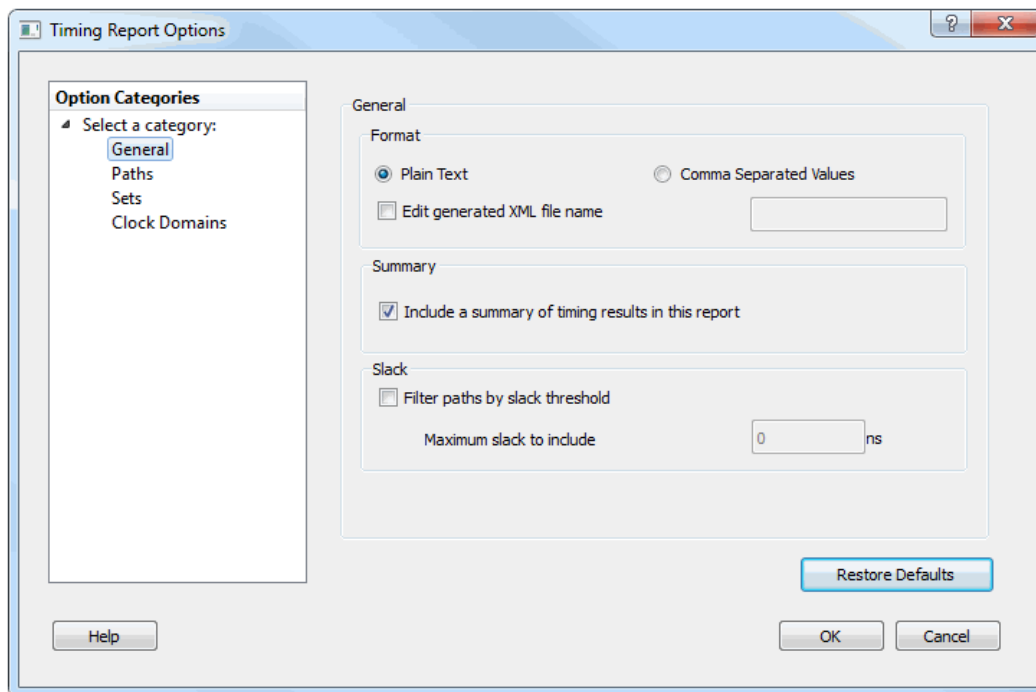 Timing Report Options
Option Categories
Select a category:
General
Paths
Sets
Clock Domains
General
Format
Plain Text
Comma Separated Values
Edit generated XML file name
Summary
Include a summary of timing results in this report
Slack
Filter paths by slack threshold
Maximum slack to include 0 ns
Restore Defaults
Help
OK
Cancel